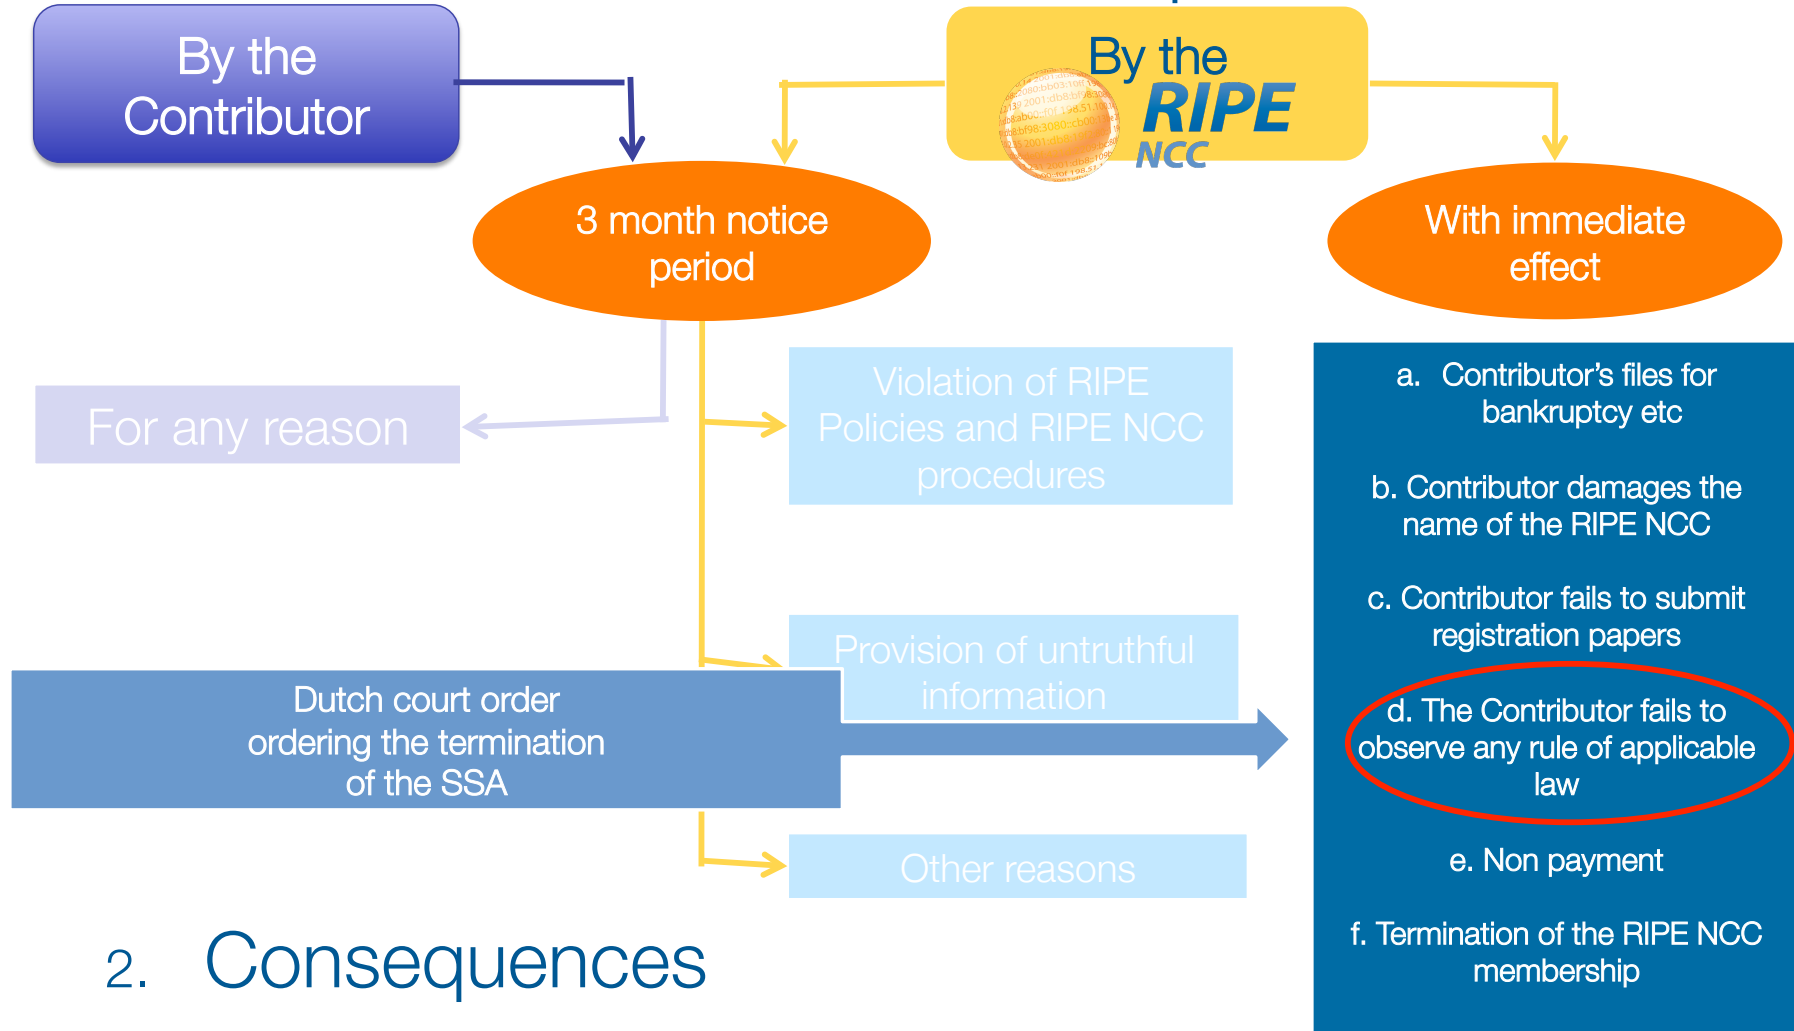 By the
Contributor
By the
RIPE
NCC
3 month notice
period
With immediate
effect
For any reason
Violation of RIPE
Policies and RIPE NCC
procedures
Provision of untruthful
information
Dutch court order
ordering the termination
of the SSA
Other reasons
a. Contributor’s files for
bankruptcy etc
b. Contributor damages the
name of the RIPE NCC
c. Contributor fails to submit
registration papers
d. The Contributor fails to
observe any rule of applicable
law
e. Non payment
f. Termination of the RIPE NCC
membership
2. Consequences